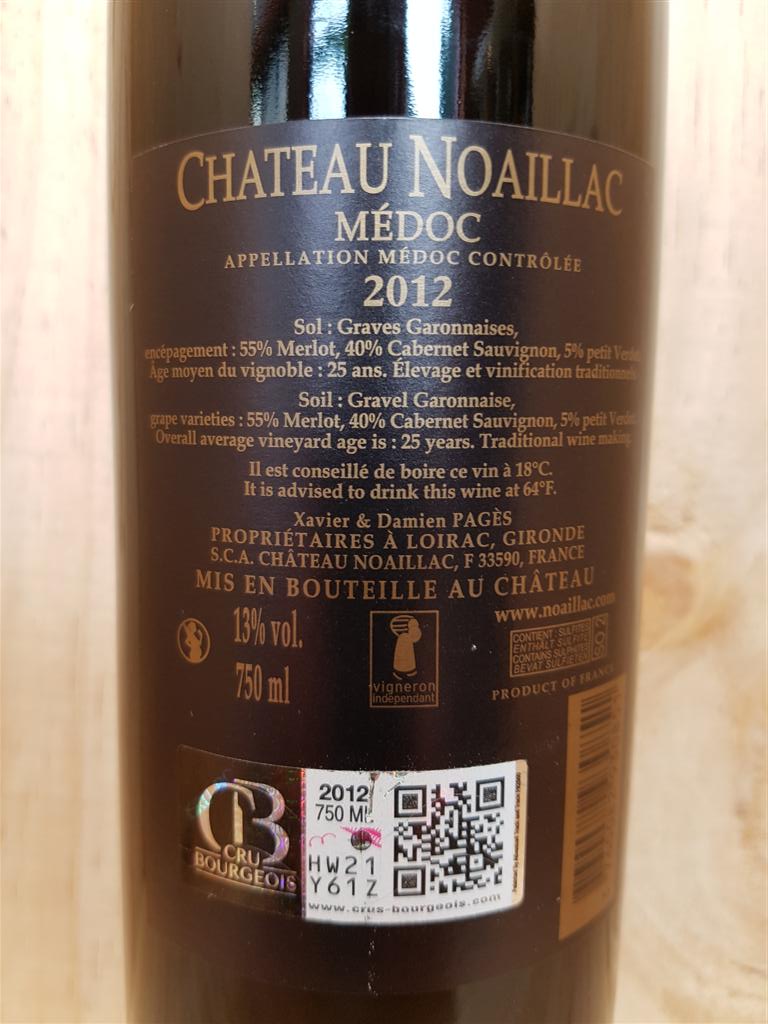 CHATEAU NOAILLAC
MÉDOC
APPELLATION MÉDOC CONTRÔLÉE
2012
Sol : Graves Garonnaises,
encépagement : 55% Merlot, 40% Cabernet Sauvignon, 5% petit Verdot.
Âge moyen du vignoble : 25 ans. Élevage et vinification traditionnels.
Soil : Gravel Garonnaise,
grape varieties : 55% Merlot, 40% Cabernet Sauvignon, 5% petit Verdot.
Overall average vineyard age is : 25 years. Traditional wine making.
Il est conseillé de boire ce vin à 18°C.
It is advised to drink this wine at 64°F.
Xavier & Damien PAGÈS
PROPRIÉTAIRES À LOIRAC, GIRONDE
S.C.A. CHÂTEAU NOAILLAC, F 33590, FRANCE
MIS EN BOUTEILLE AU CHÂTEAU
www.noaillac.com
13% vol.
750 ml
vigneron
indépendant
CONTIENT : SULFITES
ENTHÄLT SULFITE
CONTAINS SULPHITES
BEVAT SULFIETEN
SO2
PRODUCT OF FRANCE
CB
CRU
BOURGEOIS
2012
750 ML
HW21
Y61Z
www.crus-bourgeois.com